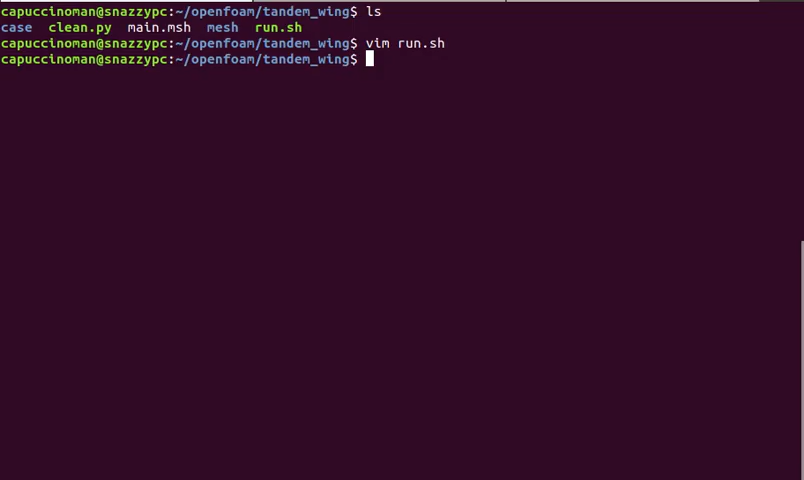 capuccinoman@snazzypc:~/openfoam/tandem_wing$ ls
case  clean.py  main.msh  mesh  run.sh
capuccinoman@snazzypc:~/openfoam/tandem_wing$ vim run.sh
capuccinoman@snazzypc:~/openfoam/tandem_wing$